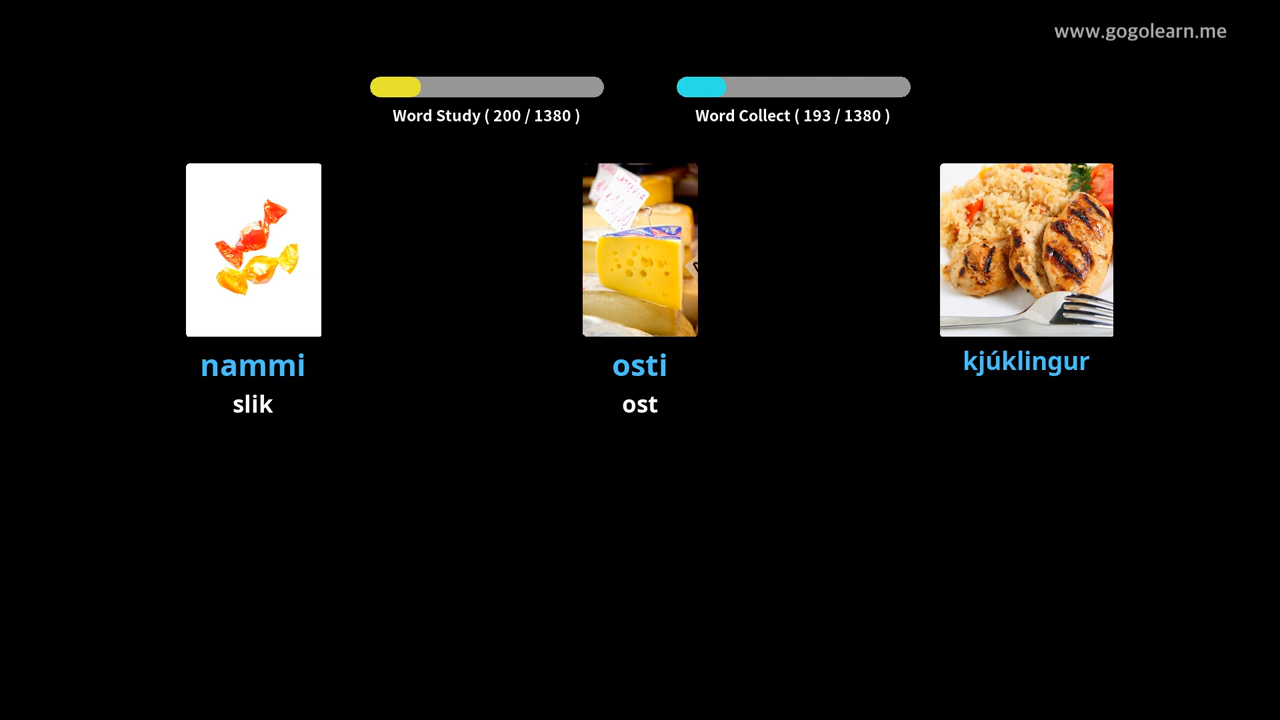 www.gogolearn.me
Word Study ( 200 / 1380 )
Word Collect ( 193 / 1380 )
nammi
slik
osti
ost
kjúklingur